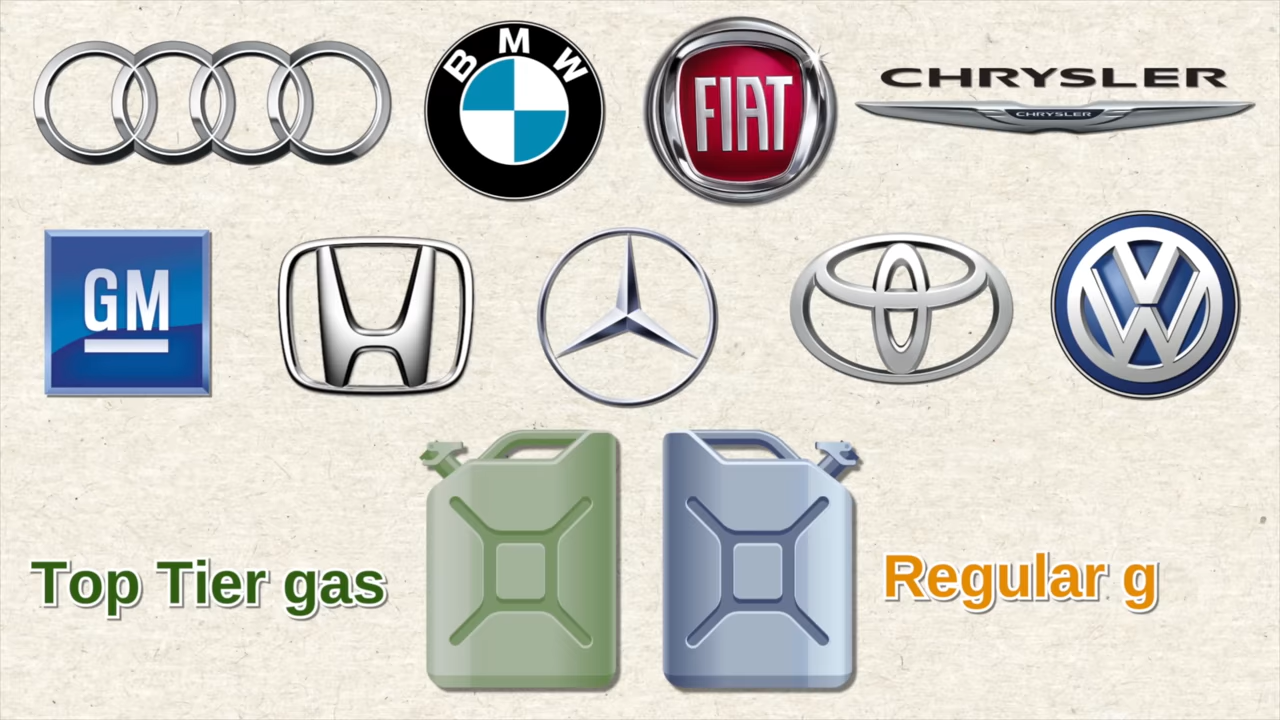 BMW
FIAT
CHRYSLER
CHRYSLER
GM
Top Tier gas
Regular g